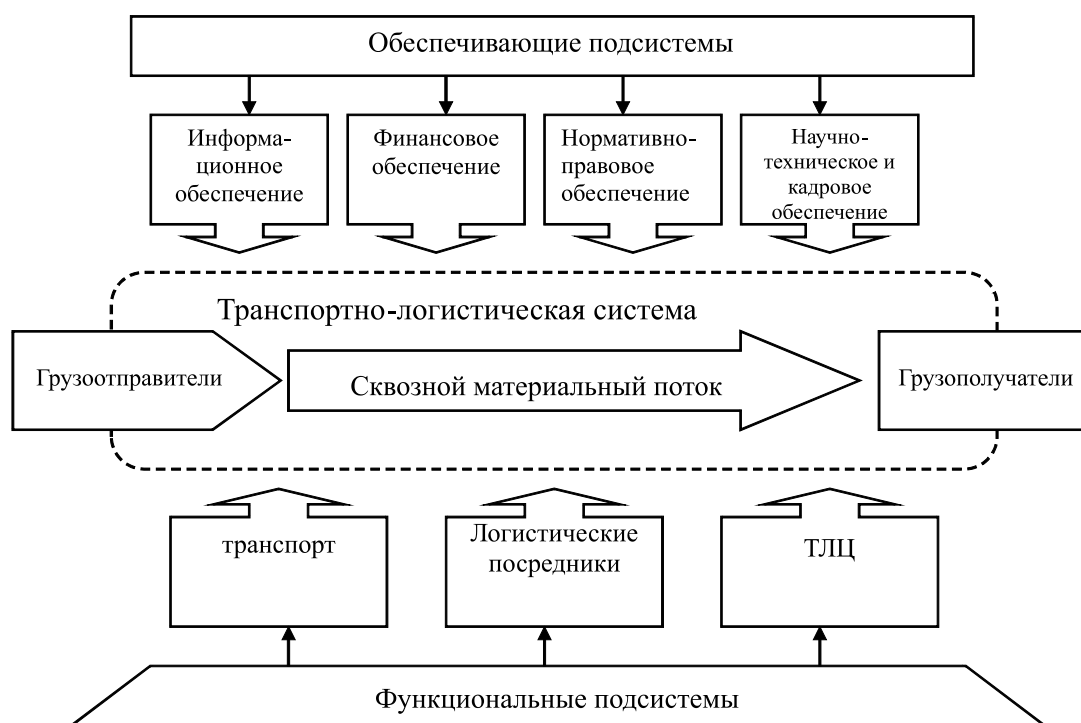 Обеспечивающие подсистемы
Информа-
ционное
обеспечение
Финансовое
обеспечение
Нормативно-
правовое
обеспечение
Научно-
техническое и
кадровое
обеспечение
Транспортно-логистическая система
Грузоотправители
Сквозной материальный поток
Грузополучатели
транспорт
Логистические
посредники
ТЛЦ
Функциональные подсистемы